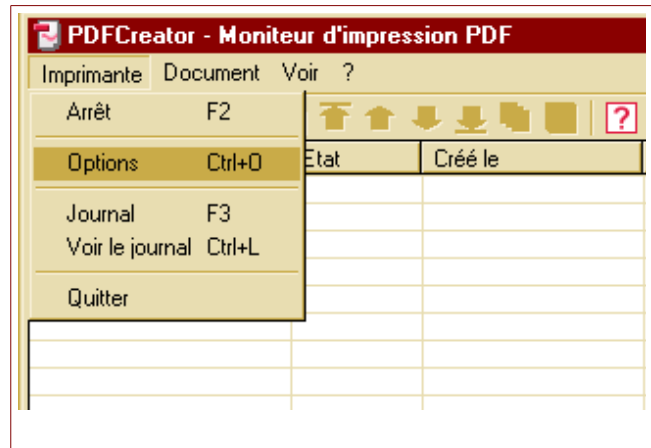 PDFCreator - Moniteur d'impression PDF
Imprimante Document Voir ?
Arrêt F2
?
Options Ctrl+O
Etat Créé le
Journal F3
Voir le journal Ctrl+L
Quitter